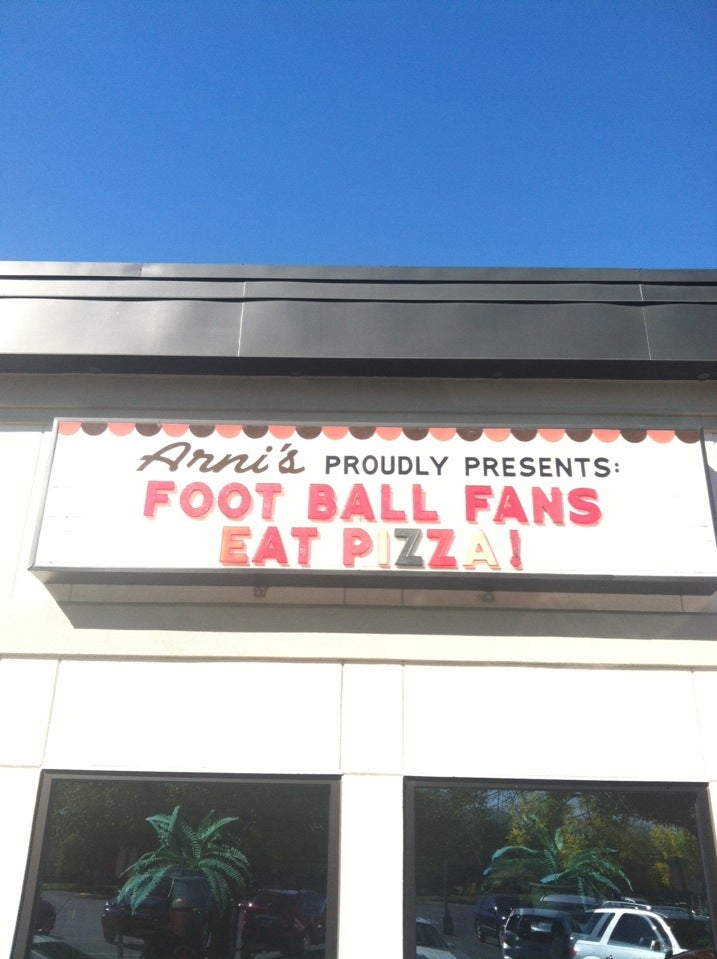 Arni's PROUDLY PRESENTS:
FOOT BALL FANS
EAT PIZZA!